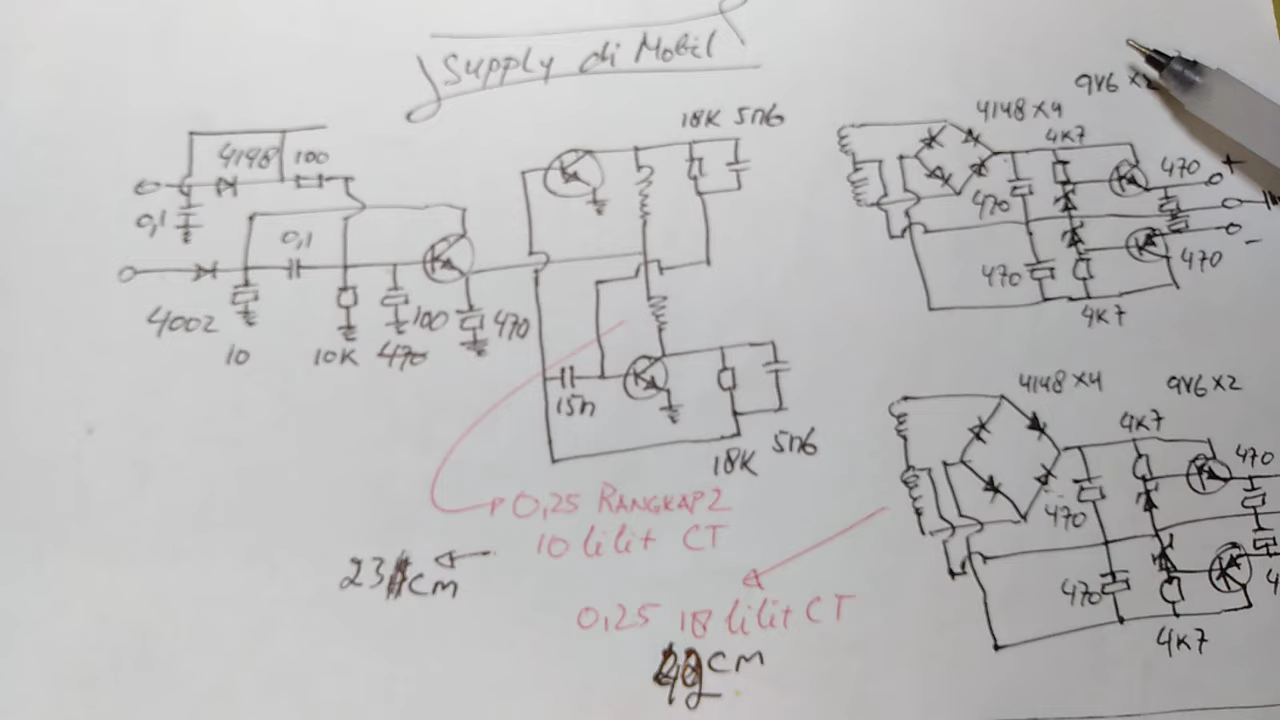 Supply di Mobil
4148
100
0,1
0,1
4002
10
10K
470
100
470
18K 5n6
15n
18K
5n6
0,25 RANGKAP 2
10 lilit CT
23 cm
0,25 18 lilit CT
cm
4148 x4
9V6 x2
4K7
470
+
470
470
470
-
4K7
4148 x4
9V6 x2
4K7
470
470
470
4K7